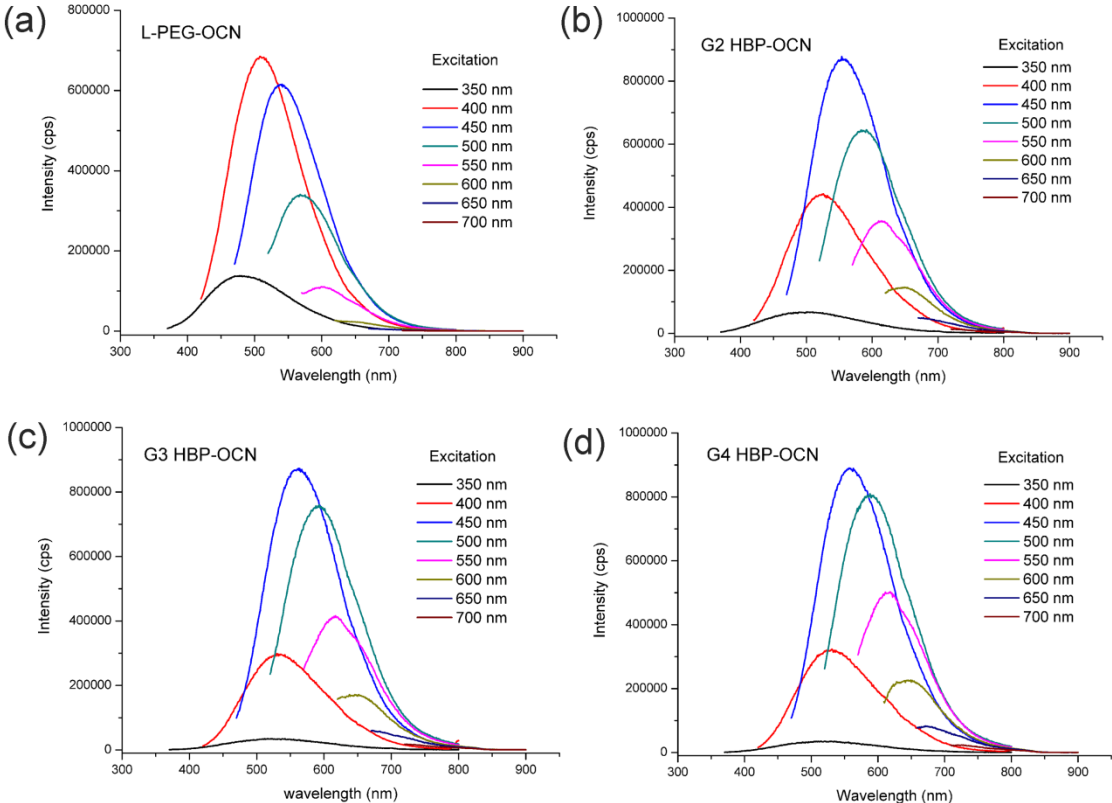 (a)
L-PEG-OCN
Excitation
350 nm
400 nm
450 nm
500 nm
550 nm
600 nm
650 nm
700 nm
800000
600000
400000
200000
0
Intensity (cps)
300 400 500 600 700 800 900
Wavelength (nm)
(b)
G2 HBP-OCN
Excitation
350 nm
400 nm
450 nm
500 nm
550 nm
600 nm
650 nm
700 nm
1000000
800000
600000
400000
200000
0
Intensity (cps)
300 400 500 600 700 800 900
Wavelength (nm)
(c)
G3 HBP-OCN
Excitation
350 nm
400 nm
450 nm
500 nm
550 nm
600 nm
650 nm
700 nm
1000000
800000
600000
400000
200000
0
Intensity (cps)
300 400 500 600 700 800 900
wavelength (nm)
(d)
G4 HBP-OCN
Excitation
350 nm
400 nm
450 nm
500 nm
550 nm
600 nm
650 nm
700 nm
1000000
800000
600000
400000
200000
0
Intensity (cps)
300 400 500 600 700 800 900
Wavelength (nm)